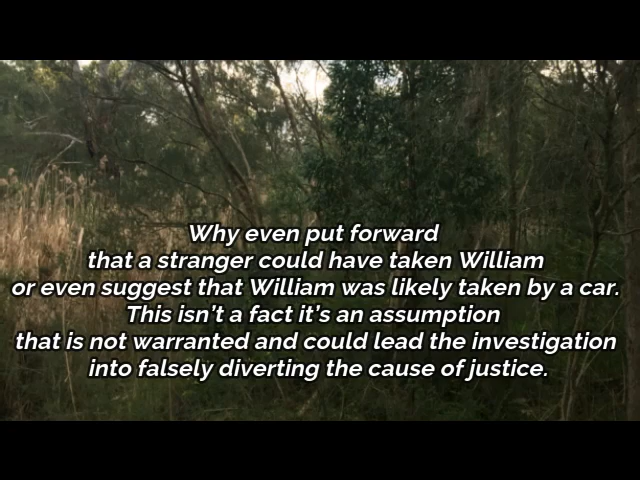 Why even put forward
that a stranger could have taken William
or even suggest that William was likely taken by a car.
This isn't a fact it's an assumption
that is not warranted and could lead the investigation
into falsely diverting the cause of justice.